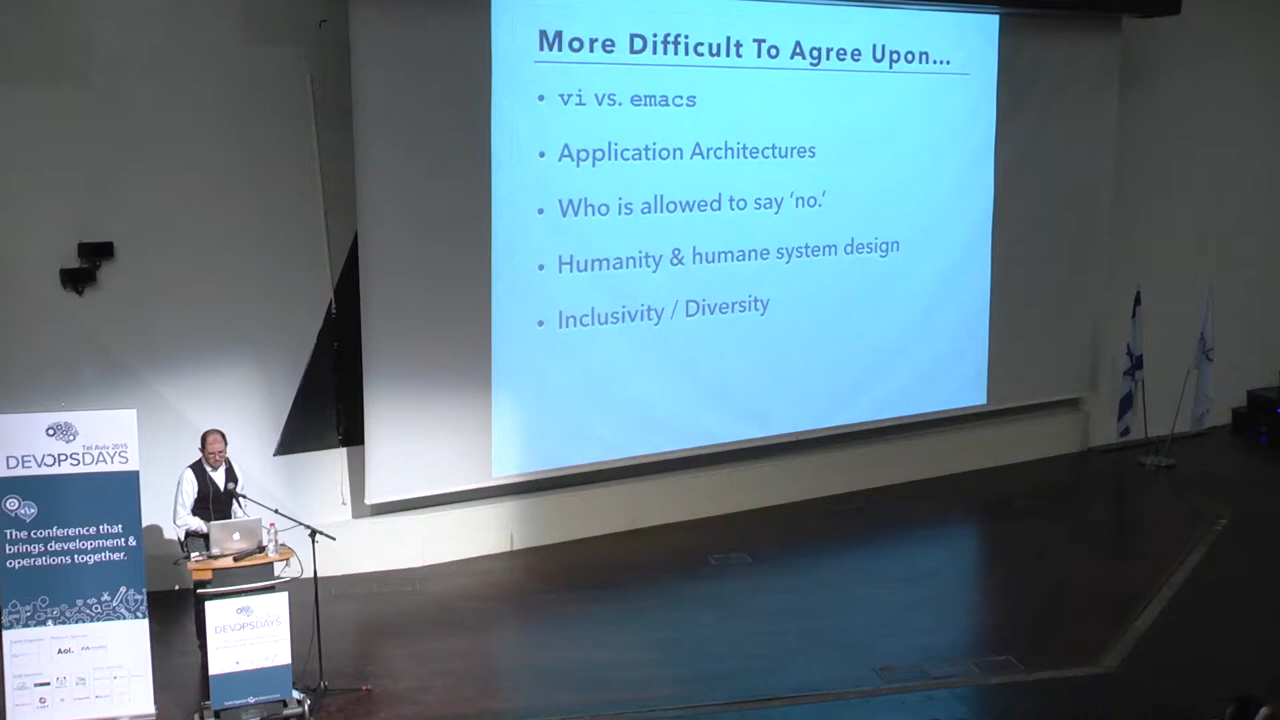 More Difficult To Agree Upon...
• vi vs. emacs
• Application Architectures
• Who is allowed to say ‘no.’
• Humanity & humane system design
• Inclusivity / Diversity
Tel Aviv 2015
DEVOPSDAYS
The conference that
brings development &
operations together.
Aol.
DEVOPSDAYS